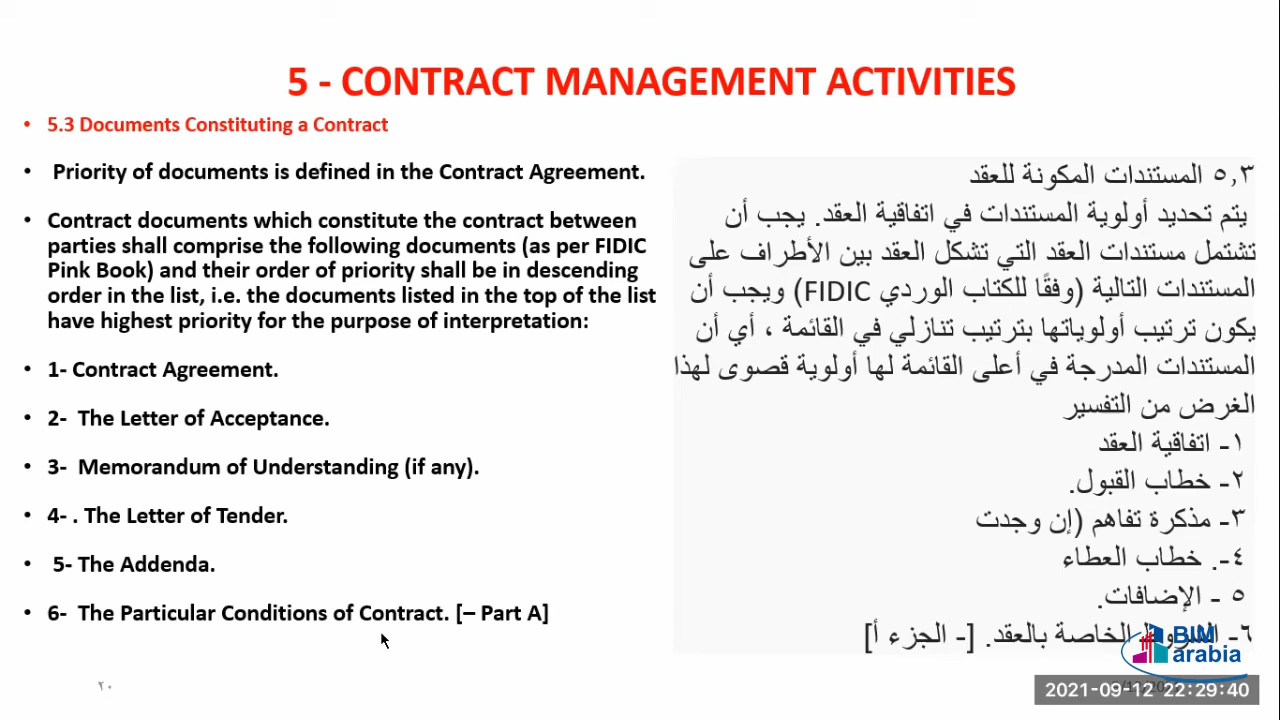 5 - CONTRACT MANAGEMENT ACTIVITIES
• 5.3 Documents Constituting a Contract
• Priority of documents is defined in the Contract Agreement.
• Contract documents which constitute the contract between
parties shall comprise the following documents (as per FIDIC
Pink Book) and their order of priority shall be in descending
order in the list, i.e. the documents listed in the top of the list
have highest priority for the purpose of interpretation:
• 1- Contract Agreement.
• 2- The Letter of Acceptance.
• 3- Memorandum of Understanding (if any).
• 4- . The Letter of Tender.
• 5- The Addenda.
• 6- The Particular Conditions of Contract. [– Part A]
٥,٣ المستندات المكونة للعقد
يتم تحديد أولوية المستندات في اتفاقية العقد. يجب أن
تشتمل مستندات العقد التي تشكل العقد بين الأطراف على
المستندات التالية (وفقًا للكتاب الوردي FIDIC) ويجب أن
يكون ترتيب أولوياتها بترتيب تنازلي في القائمة ، أي أن
المستندات المدرجة في أعلى القائمة لها أولوية قصوى لهذا
الغرض من التفسير
١- اتفاقية العقد
٢- خطاب القبول.
٣- مذكرة تفاهم (إن وجدت
٤-. خطاب العطاء
٥ - الإضافات.
٦- الشروط الخاصة بالعقد. [- الجزء أ]
BIM
arabia
٢٠
2021-09-12 22:29:40